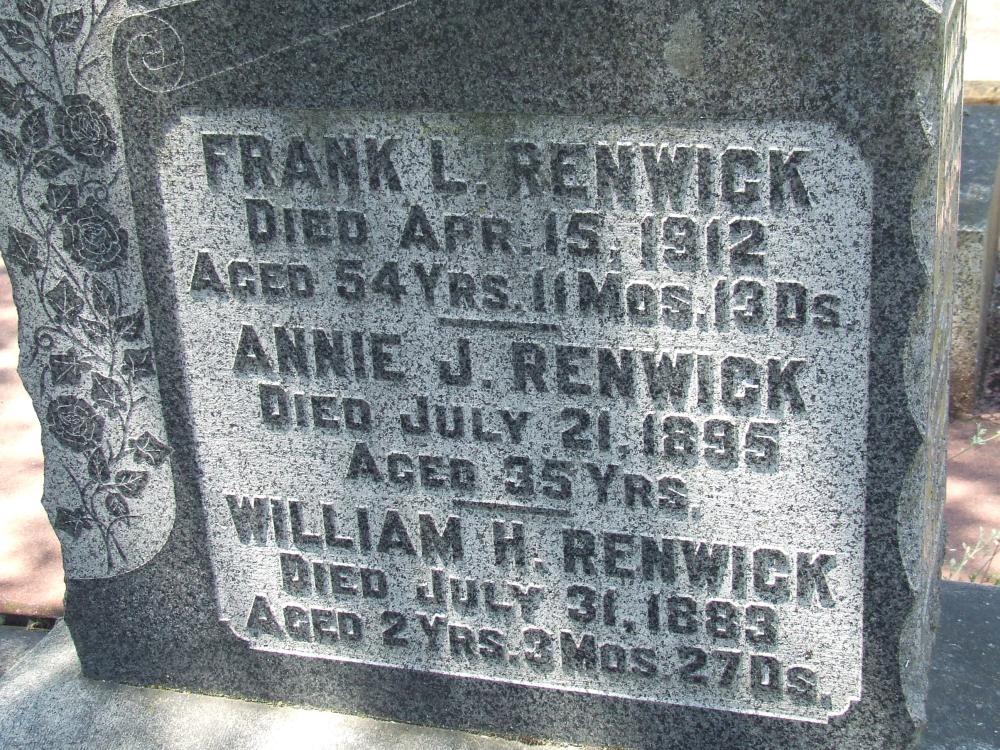 FRANK L. RENWICK
DIED APR. 15, 1912
AGED 54 YRS. 11 MOS. 13 DS.
ANNIE J. RENWICK
DIED JULY 21, 1895
AGED 35 YRS.
WILLIAM H. RENWICK
DIED JULY 31, 1883
AGED 2 YRS. 3 MOS. 27 DS.